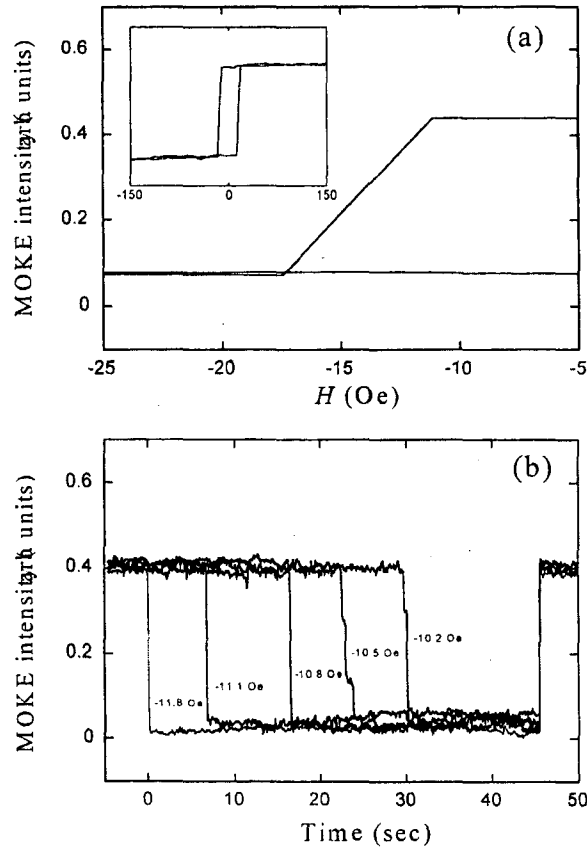 (a)
MOKE intensity (arb units)
0.6
0.4
0.2
0
-150 0 150
-25 -20 -15 -10 -5
H (Oe)
(b)
MOKE intensity (arb units)
0.6
0.4
0.2
0
-11.8 Oe
-11.1 Oe
-10.8 Oe
-10.5 Oe
-10.2 Oe
0 10 20 30 40 50
Time (sec)